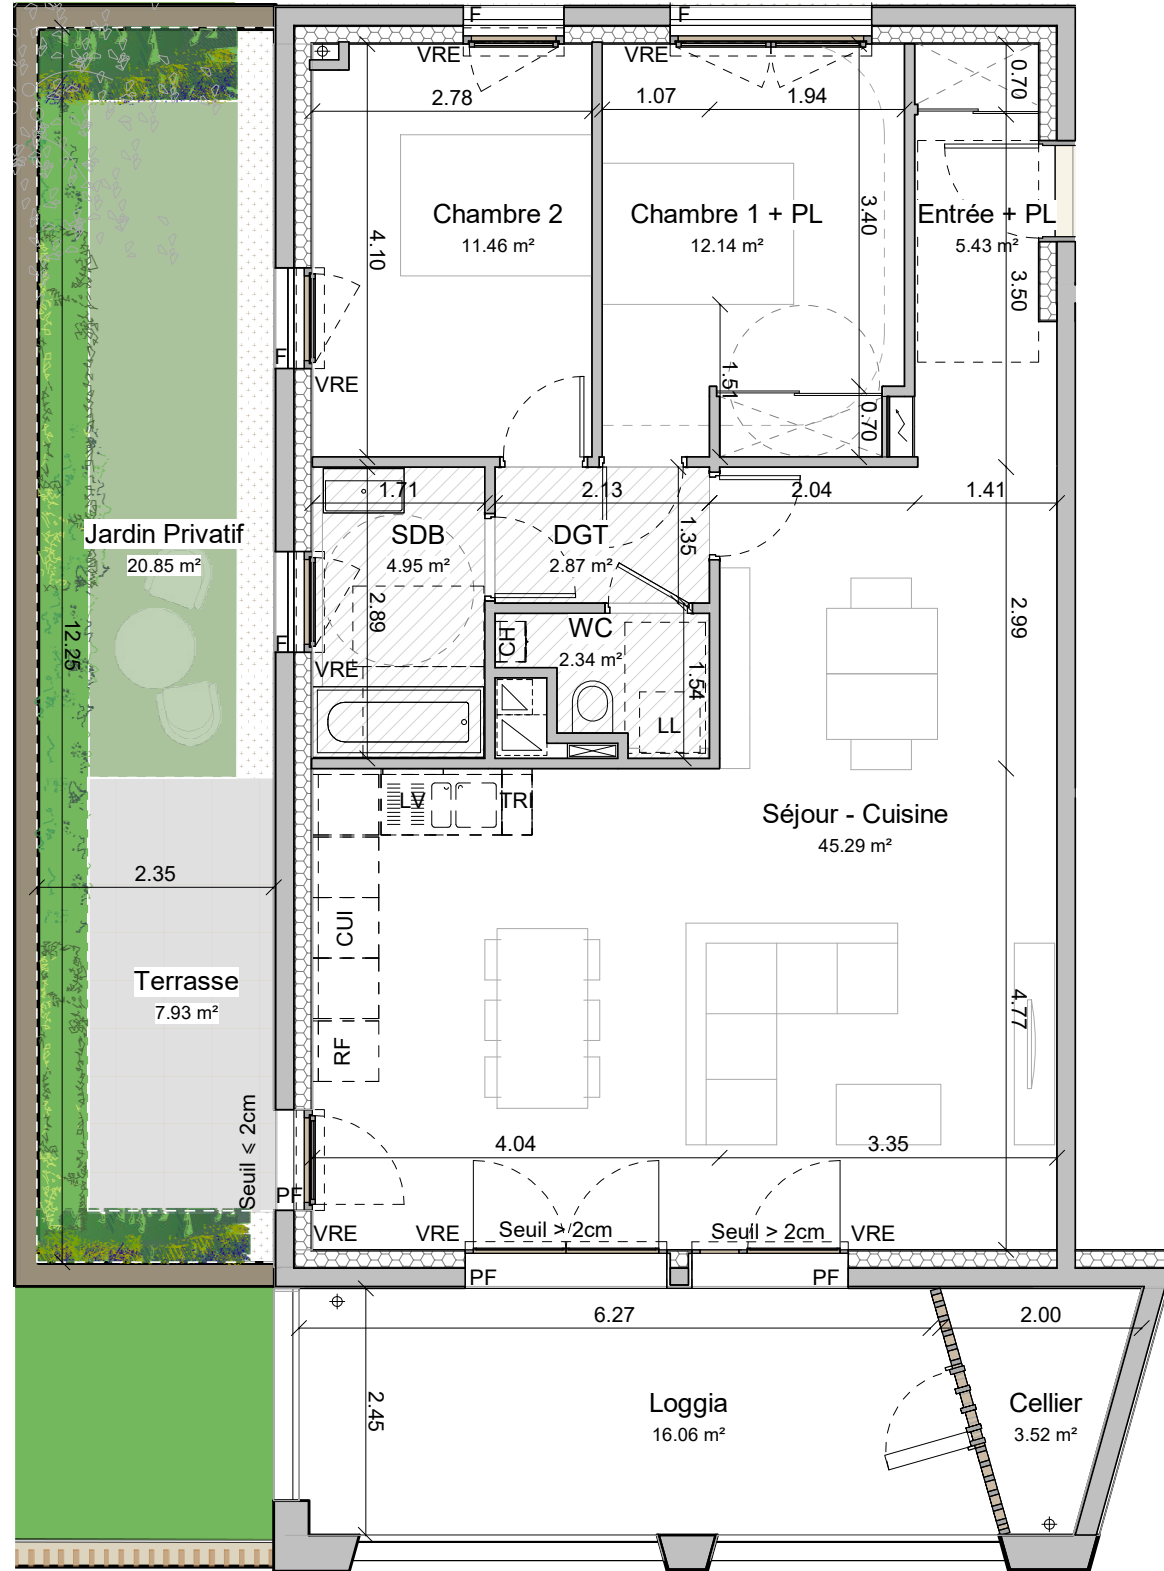 F
F
VRE
VRE
2.78
1.07
1.94
0.70
Chambre 2
11.46 m²
Chambre 1 + PL
12.14 m²
Entrée + PL
5.43 m²
4.10
3.40
3.50
F
VRE
1.51
0.70
1.71
2.13
2.04
1.41
Jardin Privatif
20.85 m²
SDB
4.95 m²
DGT
2.87 m²
1.35
12.25
2.89
2.99
F
VRE
CH
WC
2.34 m²
1.54
LL
LV
TRI
Séjour - Cuisine
45.29 m²
2.35
CUI
Terrasse
7.93 m²
RF
4.77
Seuil ⩽ 2cm
PF
4.04
3.35
VRE
VRE
Seuil > 2cm
Seuil > 2cm
VRE
PF
PF
6.27
2.00
2.45
Loggia
16.06 m²
Cellier
3.52 m²